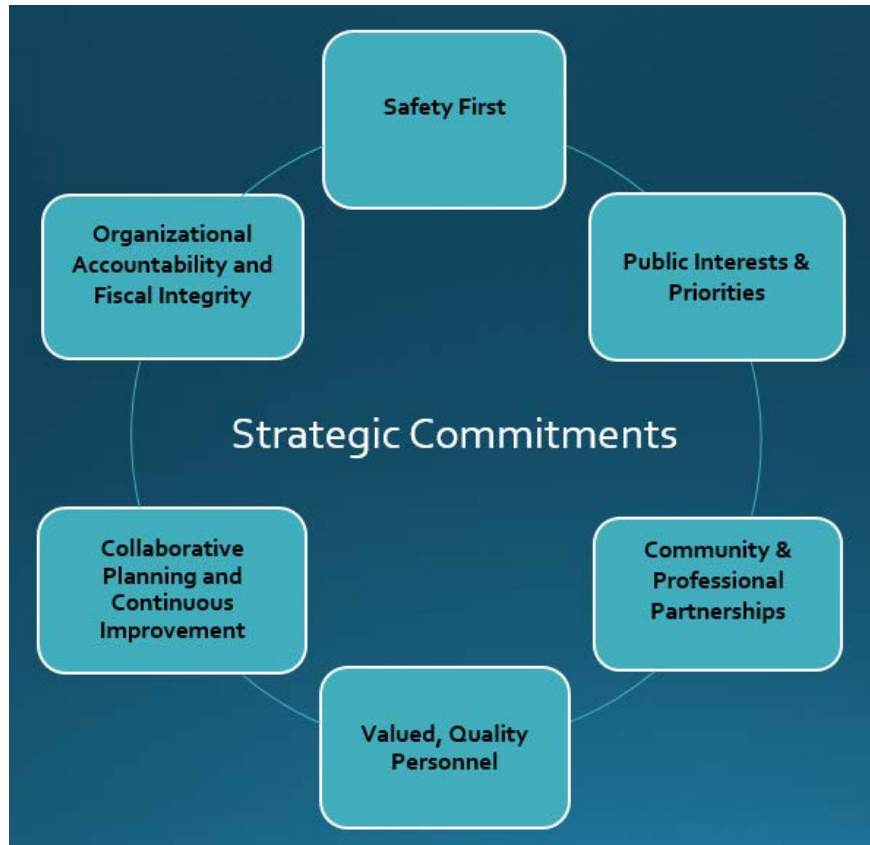 Safety First
Public Interests &
Priorities
Community &
Professional
Partnerships
Valued, Quality
Personnel
Collaborative
Planning and
Continuous
Improvement
Organizational
Accountability and
Fiscal Integrity
Strategic Commitments